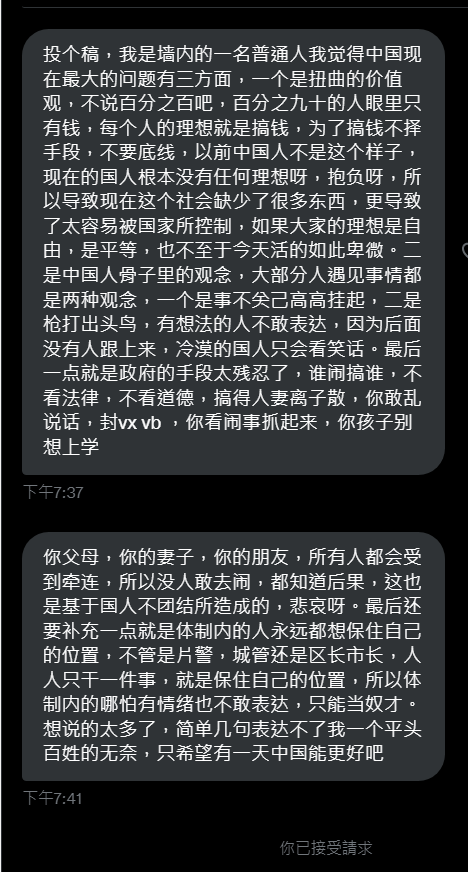 投个稿，我是墙内的一名普通人我觉得中国现
在最大的问题有三方面，一个是扭曲的价值
观，不说百分之百吧，百分之九十的人眼里只
有钱，每个人的理想就是搞钱，为了搞钱不择
手段，不要底线，以前中国人不是这个样子，
现在的国人根本没有任何理想呀，抱负呀，所
以导致现在这个社会缺少了很多东西，更导致
了太容易被国家所控制，如果大家的理想是自
由，是平等，也不至于今天活的如此卑微。二
是中国人骨子里的观念，大部分人遇见事情都
是两种观念，一个是事不关己高高挂起，二是
枪打出头鸟，有想法的人不敢表达，因为后面
没有人跟上来，冷漠的国人只会看笑话。最后
一点就是政府的手段太残忍了，谁闹搞谁，不
看法律，不看道德，搞得人妻离子散，你敢乱
说话，封vx vb ，你看闹事抓起来，你孩子别
想上学
下午7:37
你父母，你的妻子，你的朋友，所有人都会受
到牵连，所以没人敢去闹，都知道后果，这也
是基于国人不团结所造成的，悲哀呀。最后还
要补充一点就是体制内的人永远都想保住自己
的位置，不管是片警，城管还是区长市长，人
人只干一件事，就是保住自己的位置，所以体
制内的哪怕有情绪也不敢表达，只能当奴才。
想说的太多了，简单几句表达不了我一个平头
百姓的无奈，只希望有一天中国能更好吧
下午7:41
你已接受請求